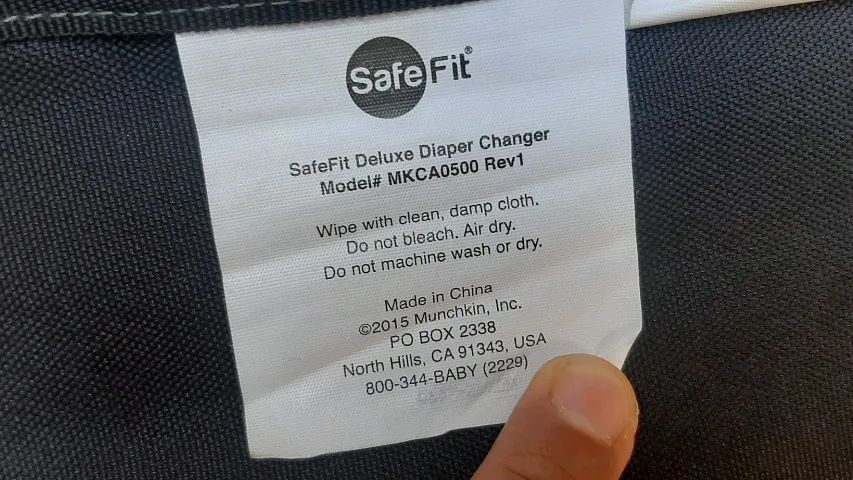 SafeFit®
SafeFit Deluxe Diaper Changer
Model# MKCA0500 Rev1
Wipe with clean, damp cloth.
Do not bleach. Air dry.
Do not machine wash or dry.
Made in China
©2015 Munchkin, Inc.
PO BOX 2338
North Hills, CA 91343, USA
800-344-BABY (2229)